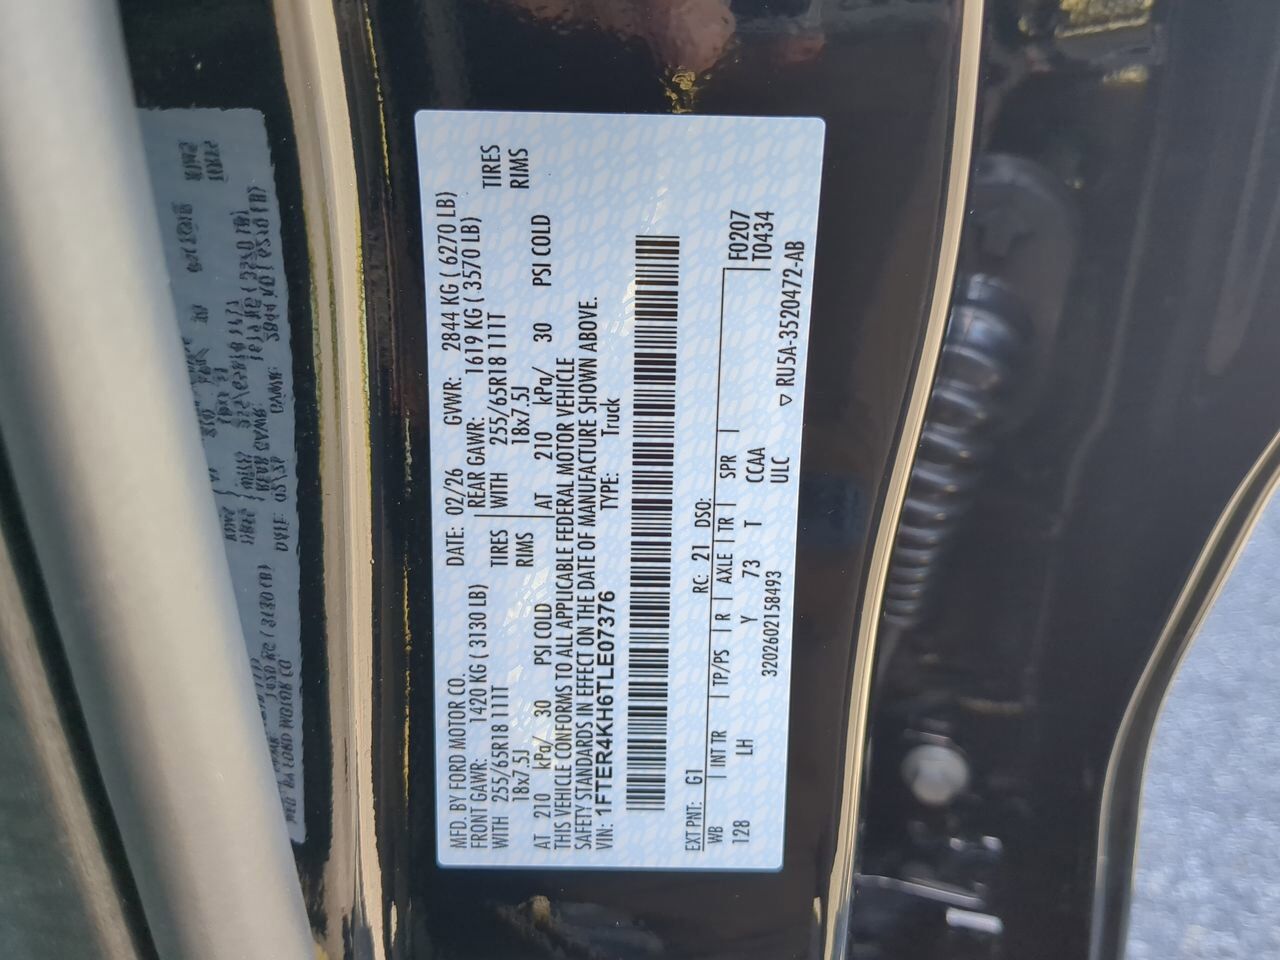 MFD. BY FORD MOTOR CO. DATE: 02/26 GVWR: 2844 KG ( 6270 LB)
FRONT GAWR: 1420 KG ( 3130 LB) REAR GAWR: 1619 KG ( 3570 LB)
WITH 255/65R18 111T TIRES WITH 255/65R18 111T TIRES
18x7.5J RIMS 18x7.5J RIMS
AT 210 kPa/ 30 PSI COLD AT 210 kPa/ 30 PSI COLD
THIS VEHICLE CONFORMS TO ALL APPLICABLE FEDERAL MOTOR VEHICLE
SAFETY STANDARDS IN EFFECT ON THE DATE OF MANUFACTURE SHOWN ABOVE.
VIN: 1FTER4KH6TLE07376 TYPE: Truck
EXT PNT: G1 RC: 21 DSO: F0207
WB INT TR TP/PS R AXLE TR SPR T0434
128 LH Y 73 T CCAA
3202602158493 ULC ▽ RU5A-3520472-AB